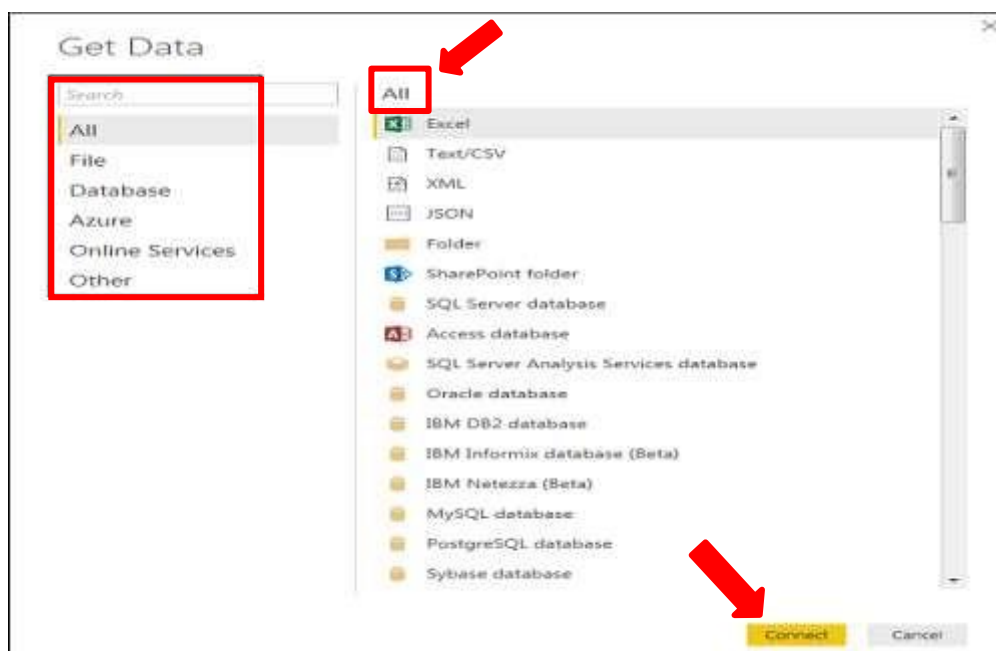 Get Data
Search
All
File
Database
Azure
Online Services
Other
All
Excel
Text/CSV
XML
JSON
Folder
SharePoint folder
SQL Server database
Access database
SQL Server Analysis Services database
Oracle database
IBM DB2 database
IBM Informix database (Beta)
IBM Netezza (Beta)
MySQL database
PostgreSQL database
Sybase database
Connect
Cancel